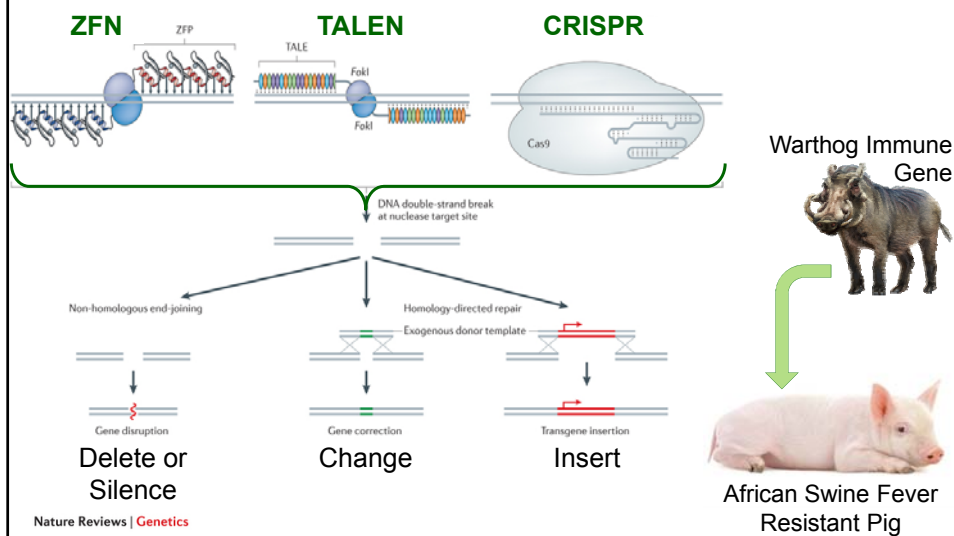 ZFN
TALEN
CRISPR
ZFP
TALE
FokI
FokI
Cas9
Warthog Immune
Gene
DNA double-strand break
at nuclease target site
Non-homologous end-joining
Homology-directed repair
Exogenous donor template
Gene disruption
Gene correction
Transgene insertion
Delete or
Silence
Change
Insert
African Swine Fever
Resistant Pig
Nature Reviews | Genetics